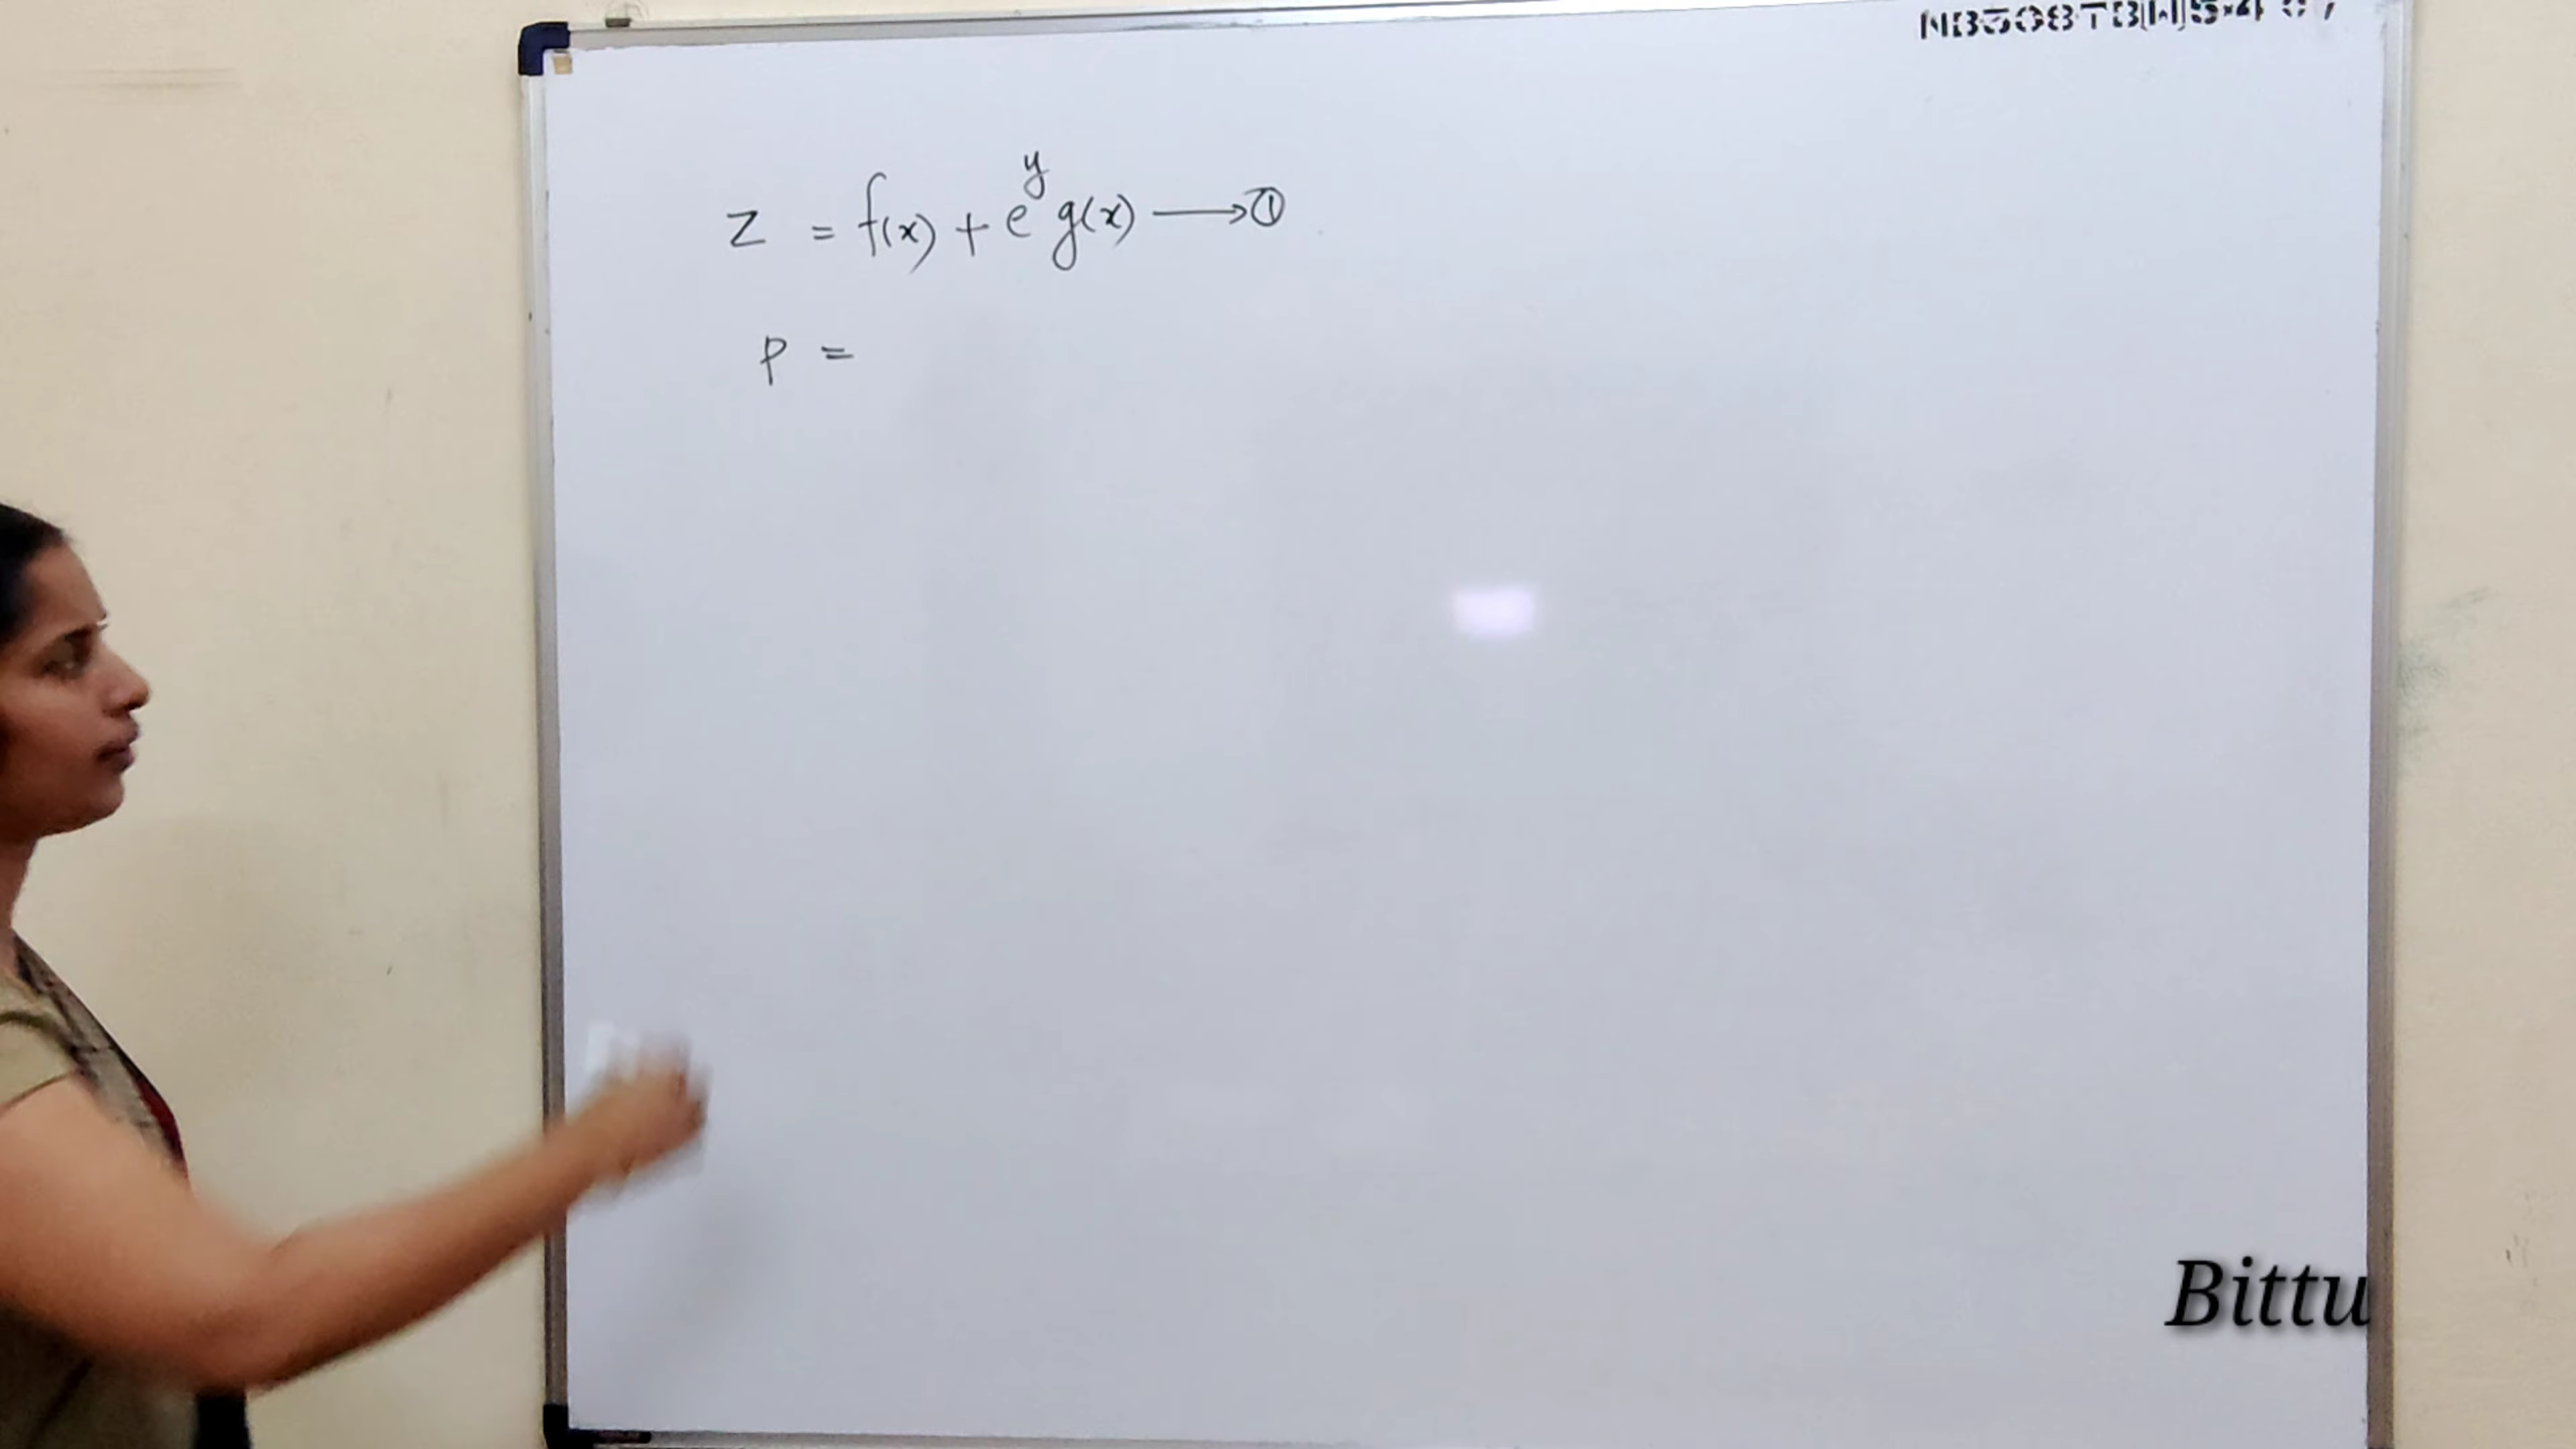 z = f(x) + e^y g(x) ⟶ ①
p =
Bittu